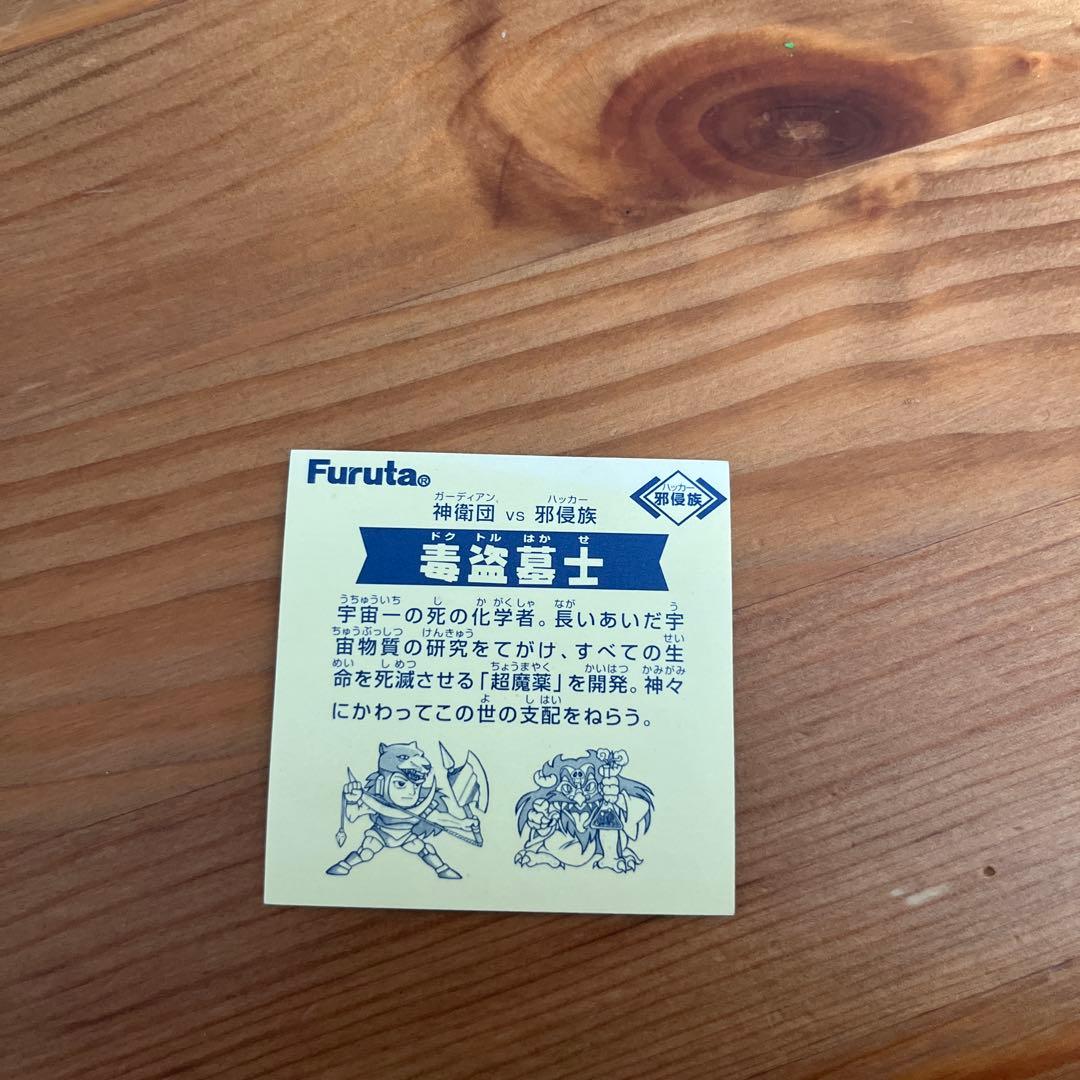 Furuta®
ハッカー
邪侵族
ガーディアン ハッカー
神衛団 vs 邪侵族
ドク トル はか せ
毒盗墓士
うちゅういち し か がくしゃ なが う
宇宙一の死の化学者。長いあいだ宇
ちゅうぶっしつ けんきゅう せい
宙物質の研究をてがけ、すべての生
めい しめつ ちょうまやく かいはつ かみがみ
命を死滅させる「超魔薬」を開発。神々
よ しはい
にかわってこの世の支配をねらう。